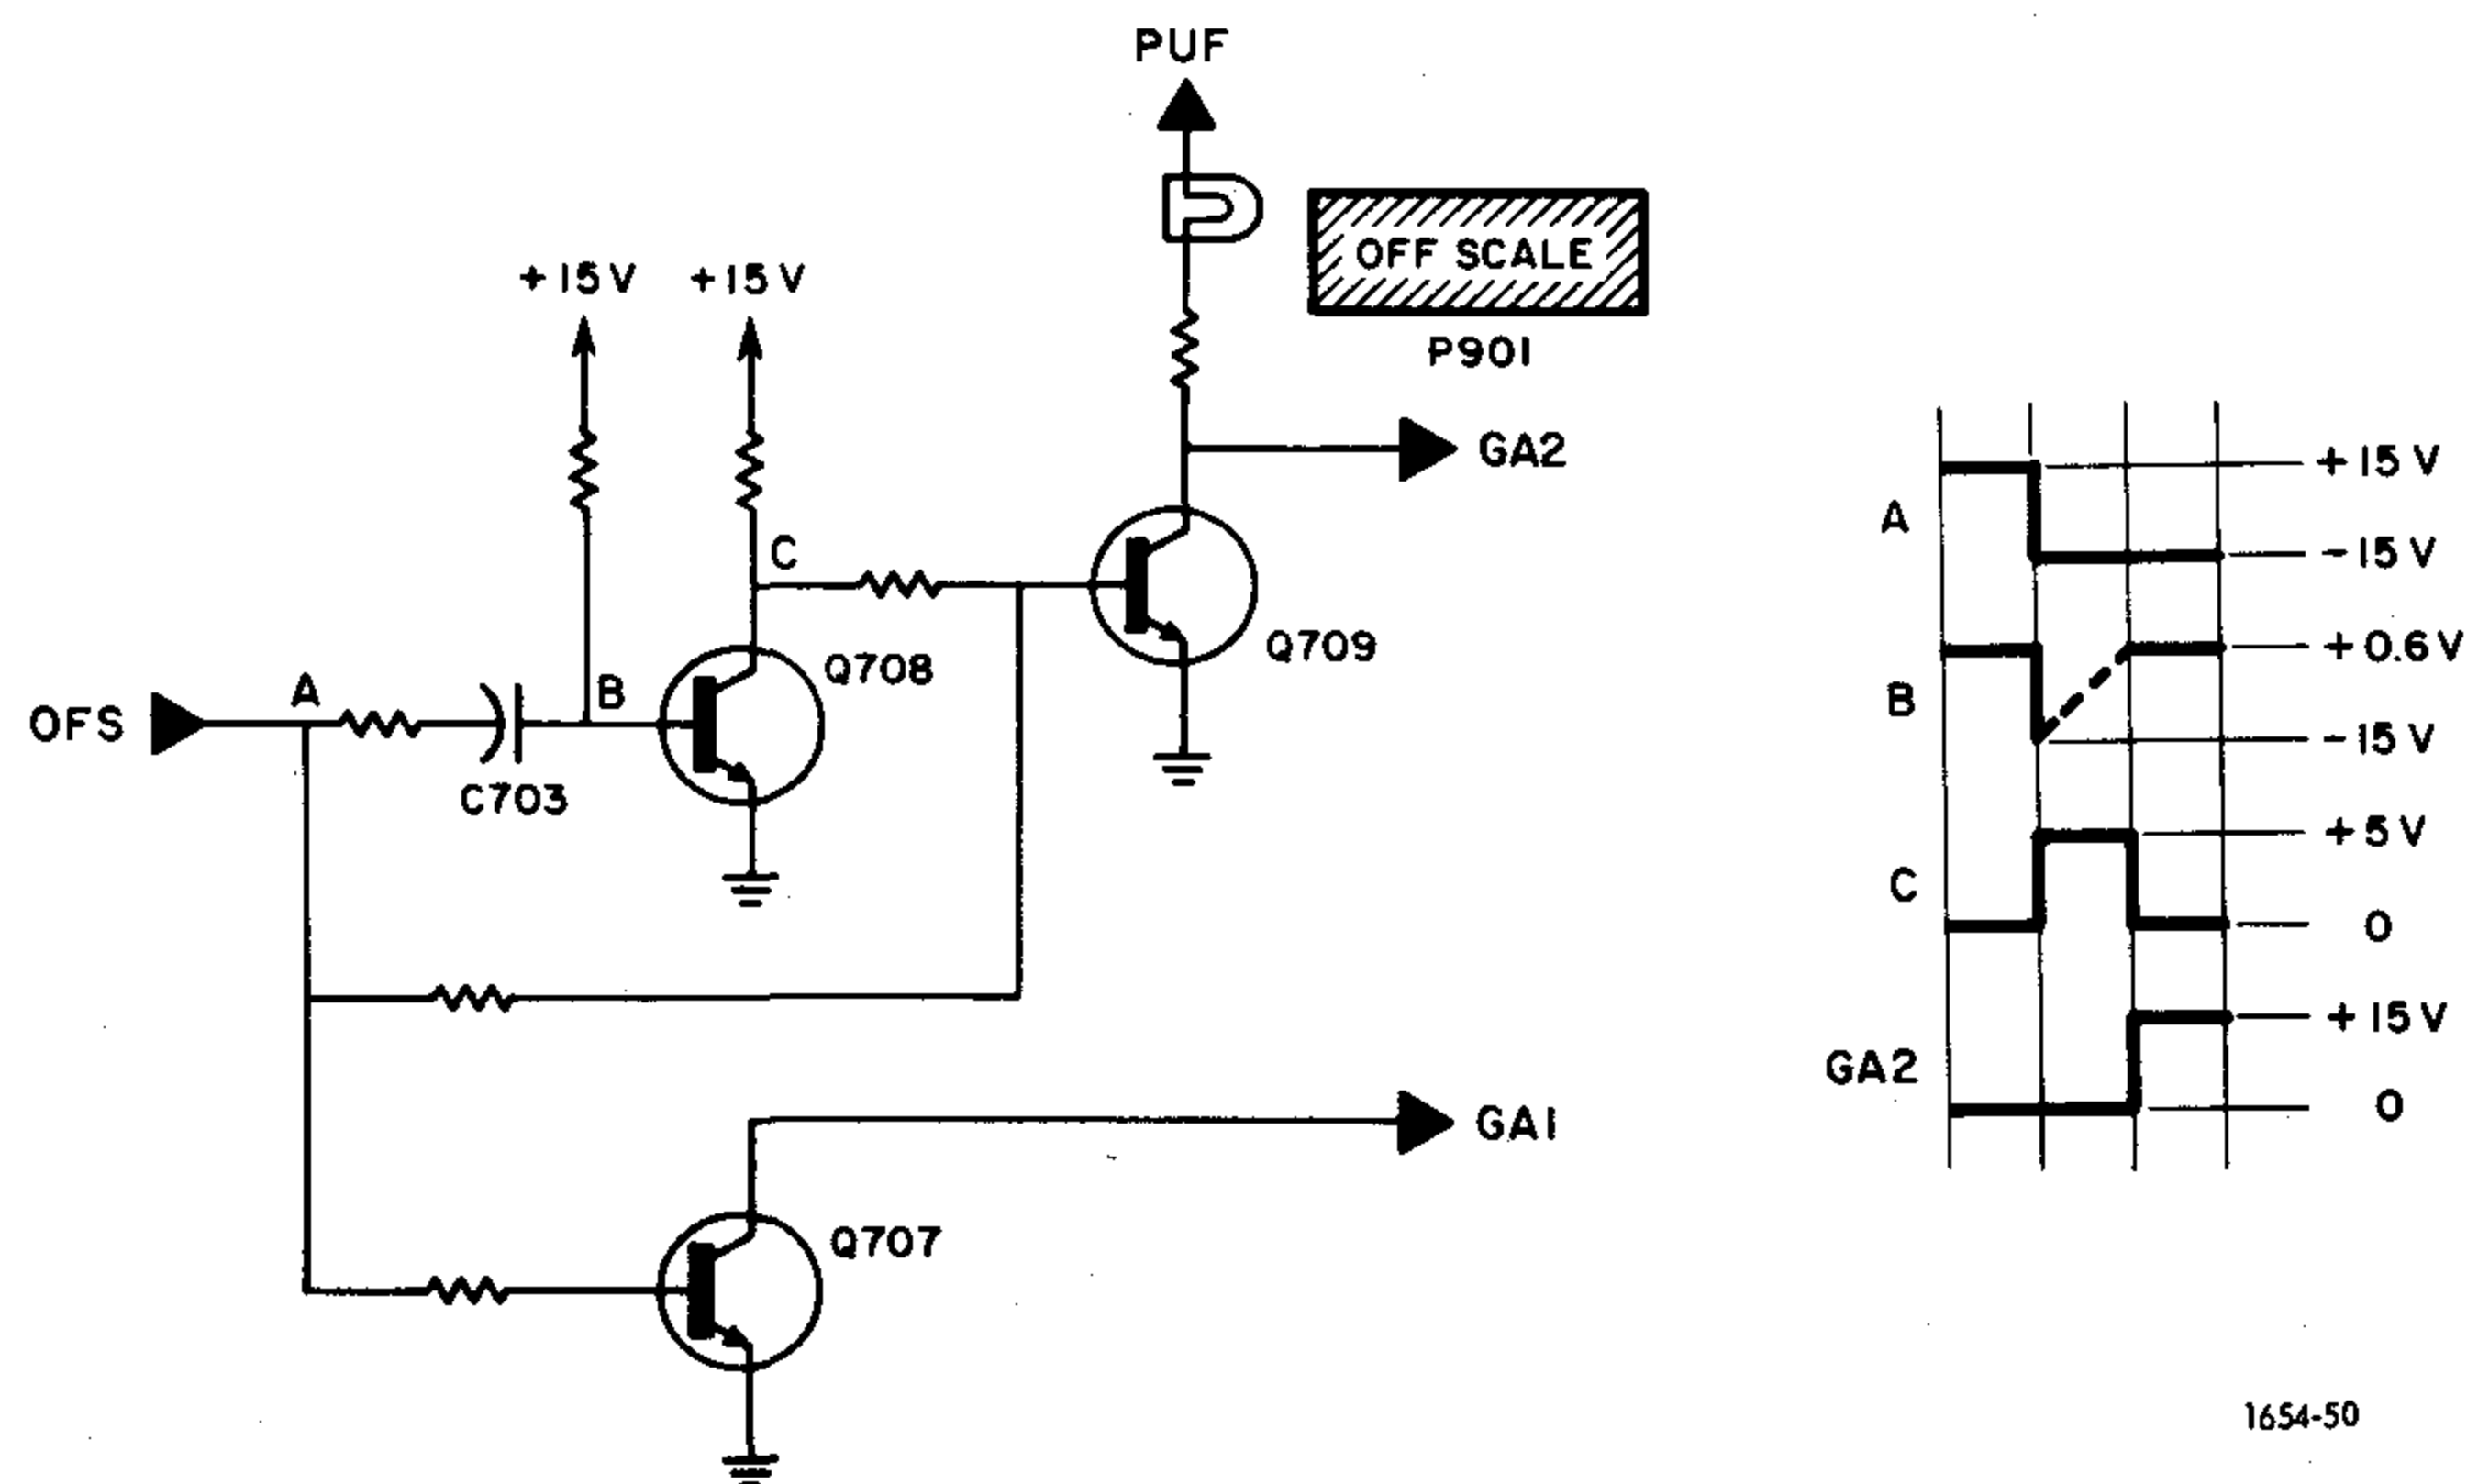 PUF
OFF SCALE
P901
+15V
+15V
GA2
C
Q709
Q708
OFS
A
B
C703
GA1
Q707
A
+15V
-15V
B
+0.6V
-15V
C
+5V
0
GA2
+15V
0
1654-50